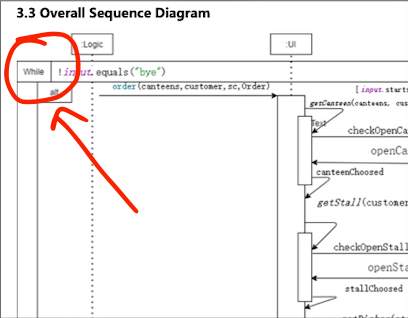 3.3 Overall Sequence Diagram
:Logic
:UI
While
! input.equals("bye")
alt
order(canteens,customer,sc,Order)
[ input.starts
getCanteen(canteens, cus
Text
checkOpenCa
openCa
canteenChoosed
getStall(customer
checkOpenStall
openSta
stallChoosed